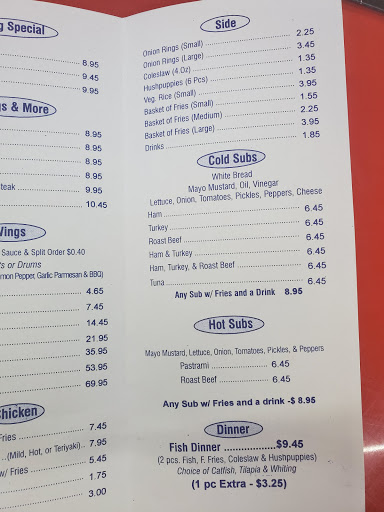 g Special
8.95
9.45
9.95
gs & More
8.95
8.95
8.95
8.95
teak 9.95
10.45
Wings
Sauce & Split Order $0.40
or Drums
mon Pepper, Garlic Parmesan & BBQ)
4.65
7.45
14.45
21.95
35.95
53.95
69.95
Chicken
Fries 7.45
..(Mild, Hot, or Teriyaki).. 7.95
w/ Fries 5.45
1.75
3.00
Side
Onion Rings (Small) 2.25
Onion Rings (Large) 3.45
Coleslaw (4 Oz) 1.35
Hushpuppies (6 Pcs) 1.35
Veg. Rice (Small) 3.95
Basket of Fries (Small) 1.55
Basket of Fries (Medium) 2.25
Basket of Fries (Large) 3.95
Drinks 1.85
Cold Subs
White Bread
Mayo Mustard, Oil, Vinegar
Lettuce, Onion, Tomatoes, Pickles, Peppers, Cheese
Ham 6.45
Turkey 6.45
Roast Beef 6.45
Ham & Turkey 6.45
Ham, Turkey, & Roast Beef 6.45
Tuna 6.45
Any Sub w/ Fries and a Drink 8.95
Hot Subs
Mayo Mustard, Lettuce, Onion, Tomatoes, Pickles, & Peppers
Pastrami 6.45
Roast Beef 6.45
Any Sub w/ Fries and a drink -$ 8.95
Dinner
Fish Dinner ..................$9.45
(2 pcs. Fish, F. Fries, Coleslaw & Hushpuppies)
Choice of Catfish, Tilapia & Whiting
(1 pc Extra - $3.25)